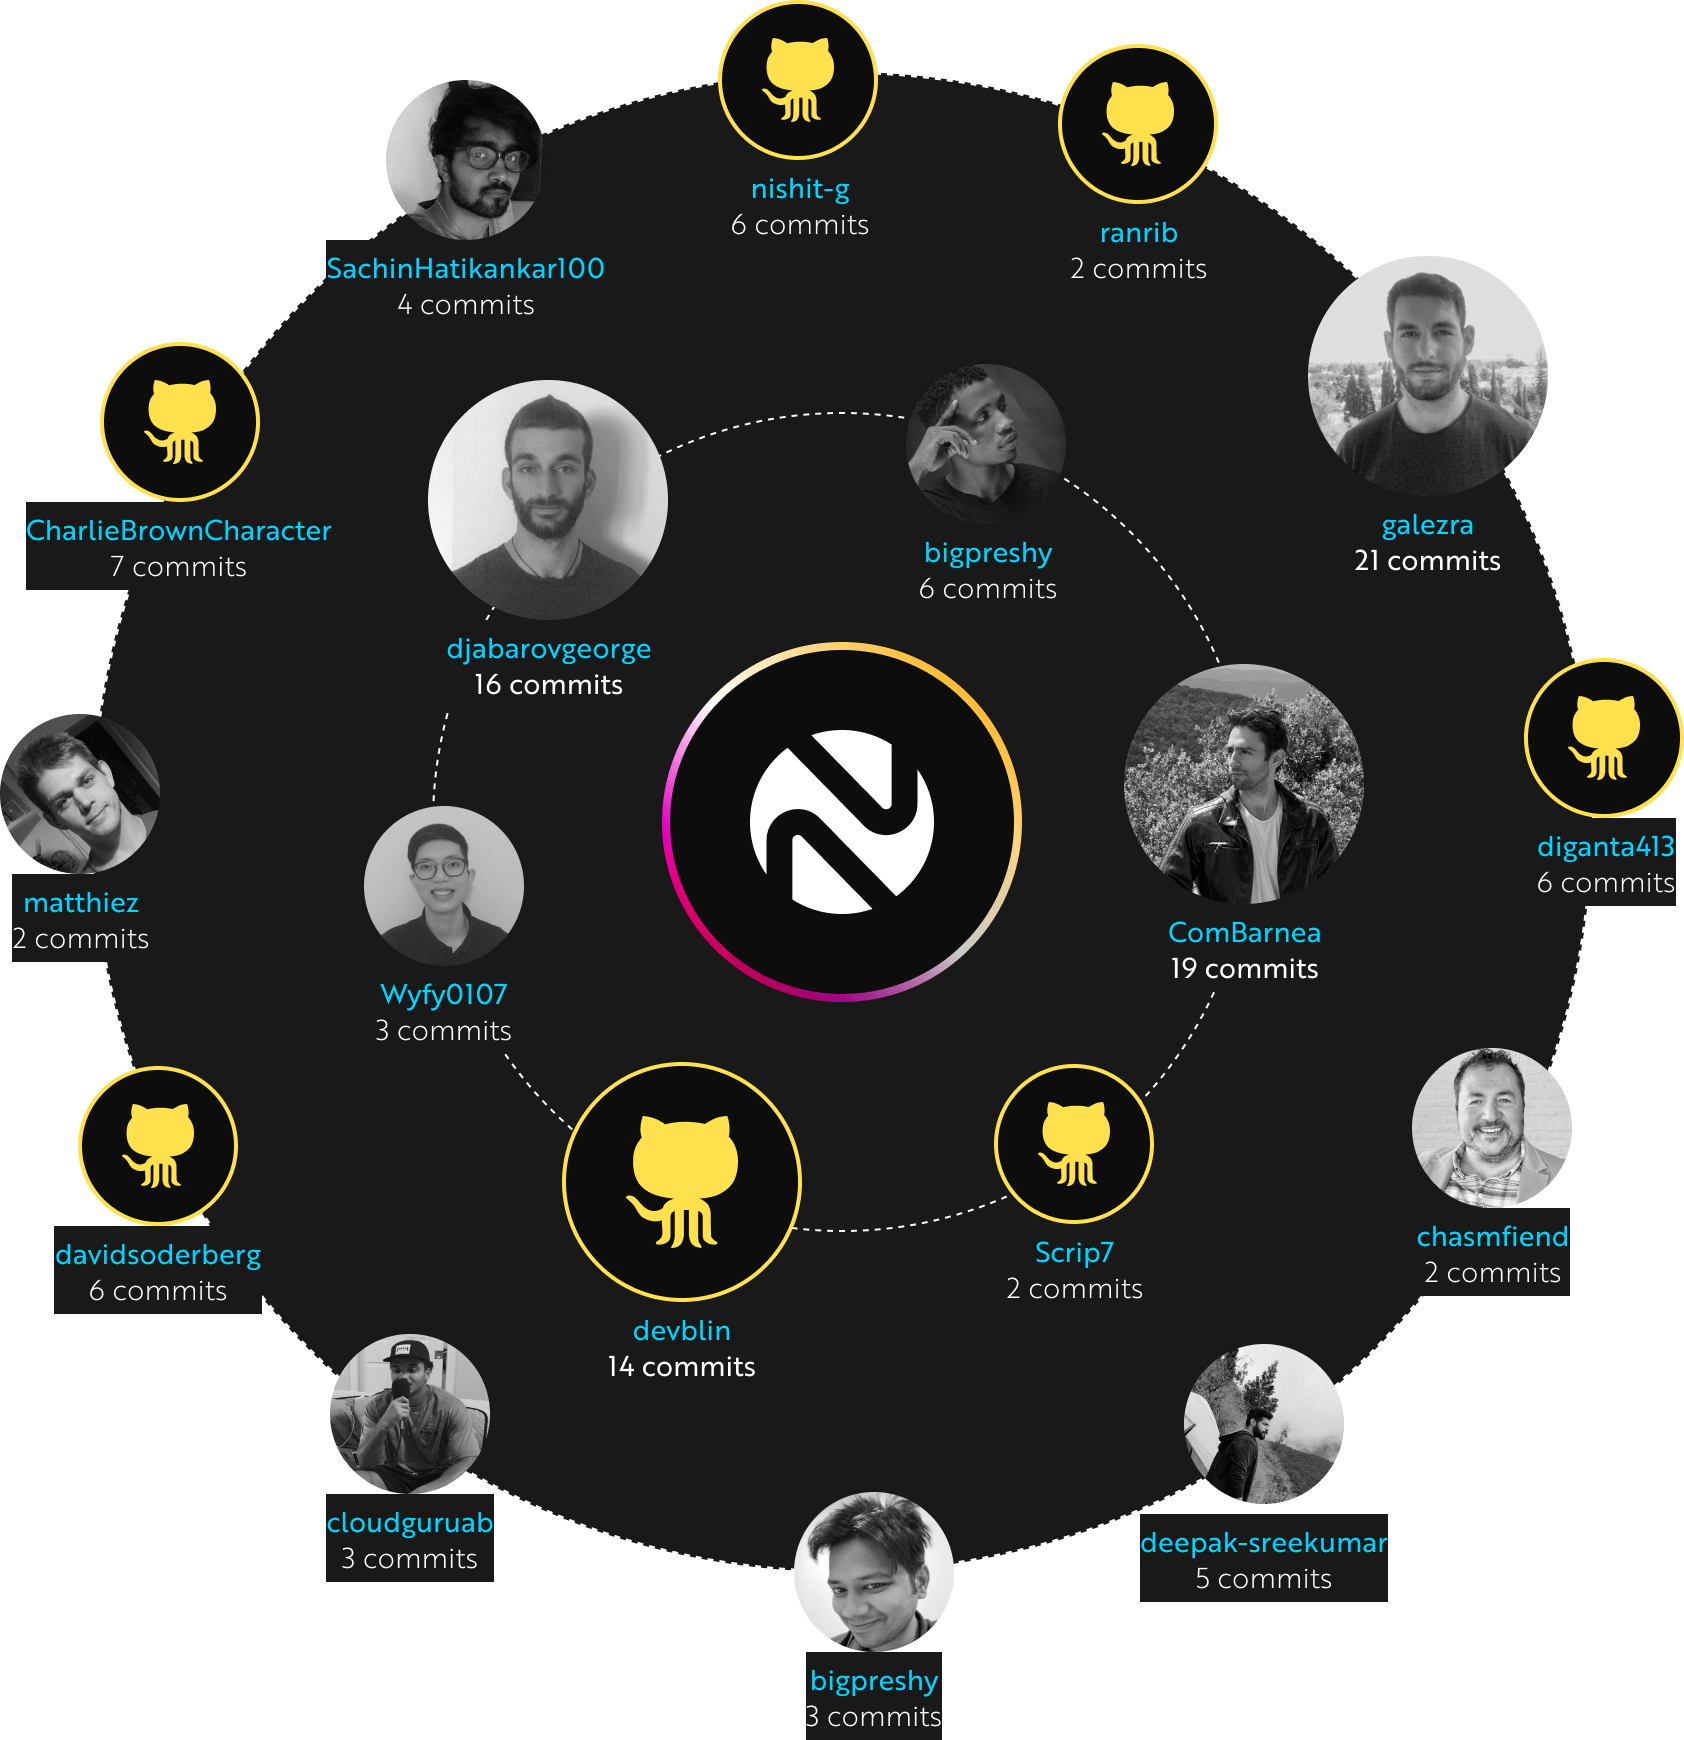 nishit-g
6 commits
ranrib
2 commits
SachinHatikankar100
4 commits
galezra
21 commits
CharlieBrownCharacter
7 commits
bigpreshy
6 commits
djabarovgeorge
16 commits
diganta413
6 commits
matthiez
2 commits
ComBarnea
19 commits
Wyfy0107
3 commits
chasmfiend
2 commits
davidsoderberg
6 commits
Scrip7
2 commits
devblin
14 commits
cloudguruab
3 commits
deepak-sreekumar
5 commits
bigpreshy
3 commits